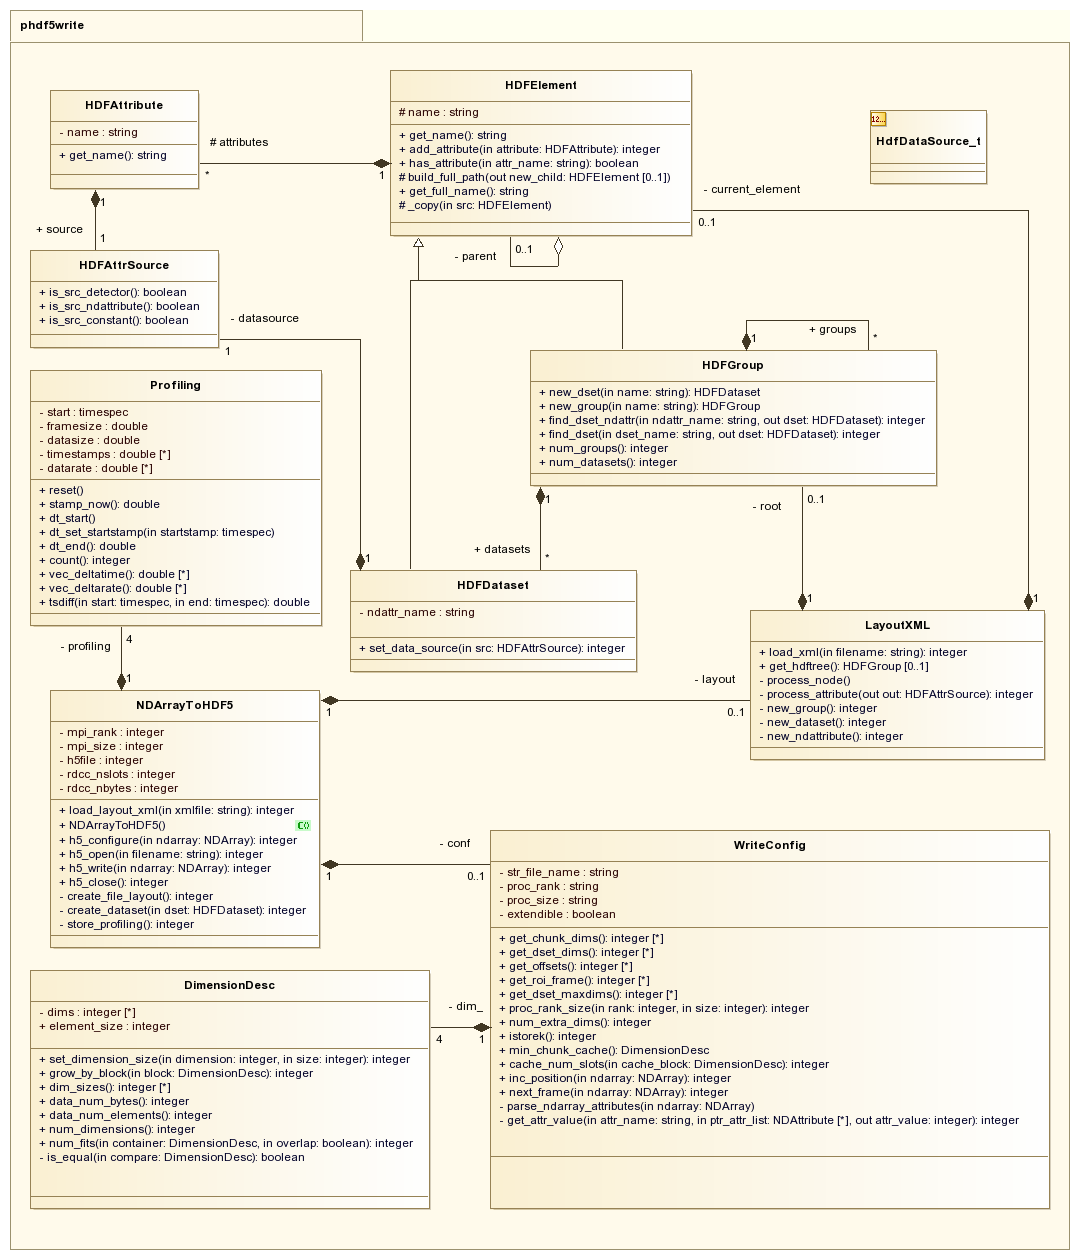 phdf5write
HDFAttribute
- name : string
+ get_name(): string
# attributes
*
1
HDFElement
# name : string
+ get_name(): string
+ add_attribute(in attribute: HDFAttribute): integer
+ has_attribute(in attr_name: string): boolean
# build_full_path(out new_child: HDFElement [0..1])
+ get_full_name(): string
# _copy(in src: HDFElement)
12...
HdfDataSource_t
- current_element
0..1
1
1
+ source
1
- parent
0..1
HDFAttrSource
+ is_src_detector(): boolean
+ is_src_ndattribute(): boolean
+ is_src_constant(): boolean
- datasource
1
1
+ groups
1
*
HDFGroup
+ new_dset(in name: string): HDFDataset
+ new_group(in name: string): HDFGroup
+ find_dset_ndattr(in ndattr_name: string, out dset: HDFDataset): integer
+ find_dset(in dset_name: string, out dset: HDFDataset): integer
+ num_groups(): integer
+ num_datasets(): integer
Profiling
- start : timespec
- framesize : double
- datasize : double
- timestamps : double [*]
- datarate : double [*]
+ reset()
+ stamp_now(): double
+ dt_start()
+ dt_set_startstamp(in startstamp: timespec)
+ dt_end(): double
+ count(): integer
+ vec_deltatime(): double [*]
+ vec_deltarate(): double [*]
+ tsdiff(in start: timespec, in end: timespec): double
1
+ datasets
*
- root
0..1
1
HDFDataset
- ndattr_name : string
+ set_data_source(in src: HDFAttrSource): integer
LayoutXML
+ load_xml(in filename: string): integer
+ get_hdftree(): HDFGroup [0..1]
- process_node()
- process_attribute(out out: HDFAttrSource): integer
- new_group(): integer
- new_dataset(): integer
- new_ndattribute(): integer
- profiling
4
1
- layout
1
0..1
NDArrayToHDF5
- mpi_rank : integer
- mpi_size : integer
- h5file : integer
- rdcc_nslots : integer
- rdcc_nbytes : integer
+ load_layout_xml(in xmlfile: string): integer
+ NDArrayToHDF5()
C()
+ h5_configure(in ndarray: NDArray): integer
+ h5_open(in filename: string): integer
+ h5_write(in ndarray: NDArray): integer
+ h5_close(): integer
- create_file_layout(): integer
- create_dataset(in dset: HDFDataset): integer
- store_profiling(): integer
- conf
1
0..1
WriteConfig
- str_file_name : string
- proc_rank : string
- proc_size : string
- extendible : boolean
+ get_chunk_dims(): integer [*]
+ get_dset_dims(): integer [*]
+ get_offsets(): integer [*]
+ get_roi_frame(): integer [*]
+ get_dset_maxdims(): integer [*]
+ proc_rank_size(in rank: integer, in size: integer): integer
+ num_extra_dims(): integer
+ istorek(): integer
+ min_chunk_cache(): DimensionDesc
+ cache_num_slots(in cache_block: DimensionDesc): integer
+ inc_position(in ndarray: NDArray): integer
+ next_frame(in ndarray: NDArray): integer
- parse_ndarray_attributes(in ndarray: NDArray)
- get_attr_value(in attr_name: string, in ptr_attr_list: NDAttribute [*], out attr_value: integer): integer
- dim_
4
1
DimensionDesc
- dims : integer [*]
+ element_size : integer
+ set_dimension_size(in dimension: integer, in size: integer): integer
+ grow_by_block(in block: DimensionDesc): integer
+ dim_sizes(): integer [*]
+ data_num_bytes(): integer
+ data_num_elements(): integer
+ num_dimensions(): integer
+ num_fits(in container: DimensionDesc, in overlap: boolean): integer
- is_equal(in compare: DimensionDesc): boolean